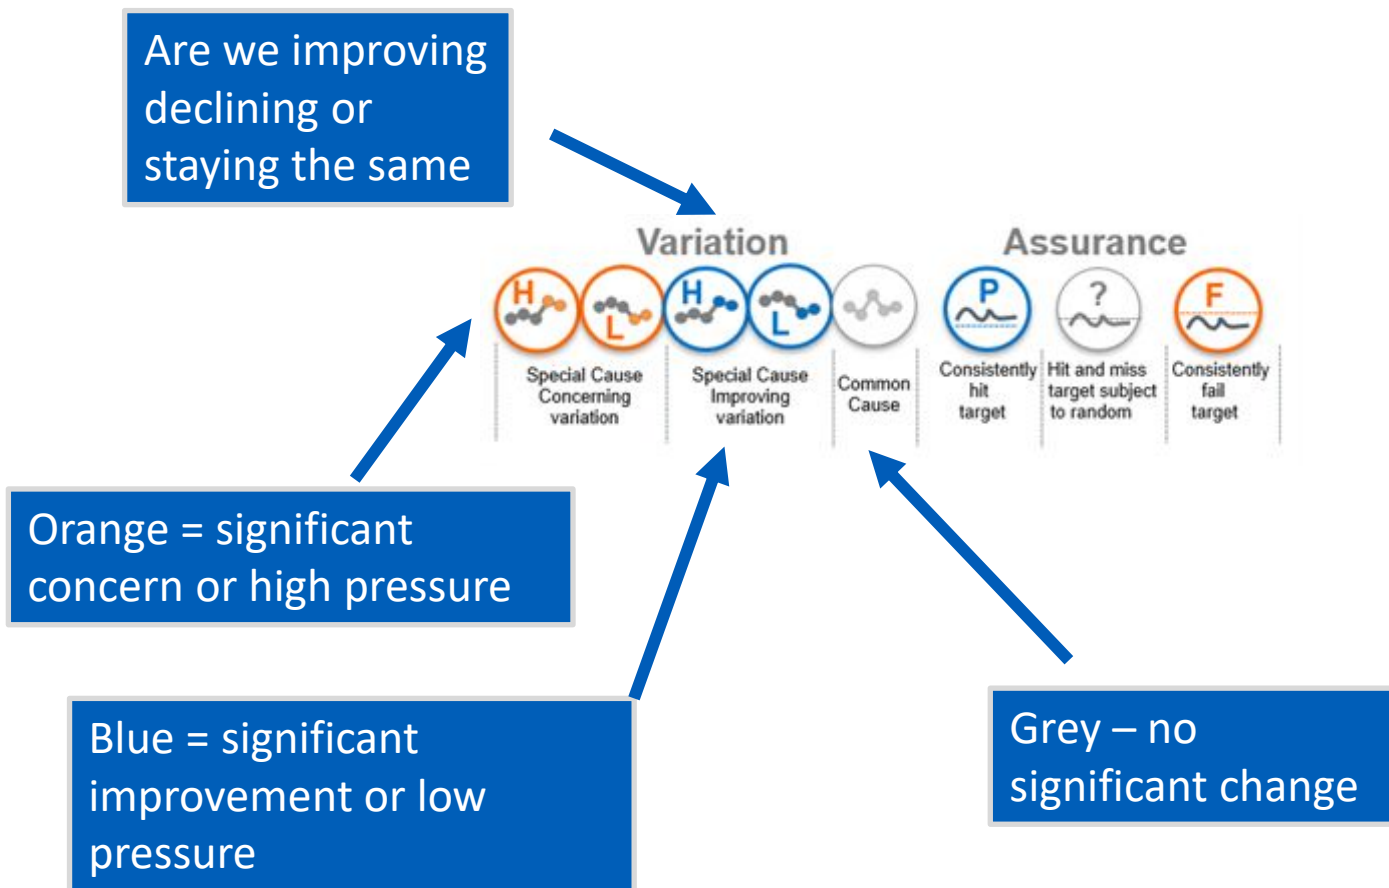 Are we improving
declining or
staying the same
Variation
Assurance
H
L
H
L
P
?
F
Special Cause
Concerning
variation
Special Cause
Improving
variation
Common
Cause
Consistently
hit
target
Hit and miss
target subject
to random
Consistently
fail
target
Orange = significant
concern or high pressure
Blue = significant
improvement or low
pressure
Grey – no
significant change